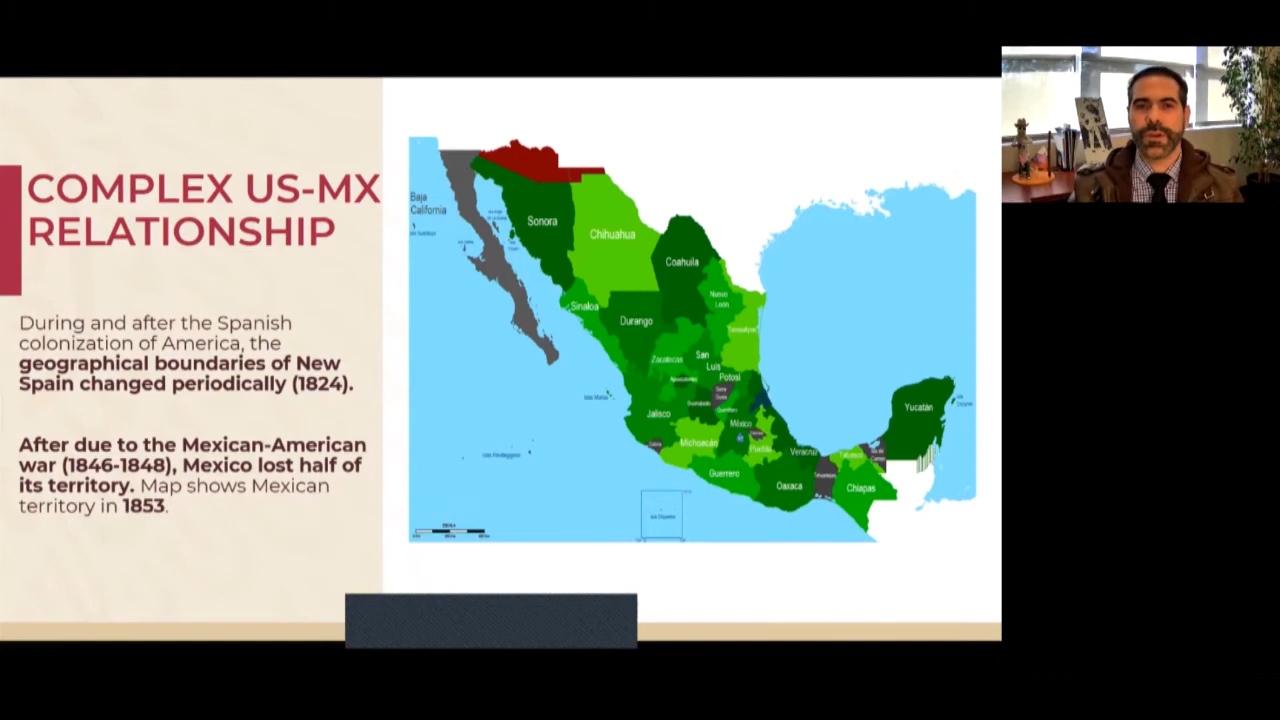 COMPLEX US-MX
RELATIONSHIP
During and after the Spanish
colonization of America, the
geographical boundaries of New
Spain changed periodically (1824).
After due to the Mexican-American
war (1846-1848), Mexico lost half of
its territory. Map shows Mexican
territory in 1853.
Baja
California
Sonora
Chihuahua
Coahuila
Nuevo
León
Sinaloa
Durango
Tamaulipas
Zacatecas
San
Luis
Potosí
Jalisco
México
Michoacán
Puebla
Veracruz
Guerrero
Oaxaca
Tabasco
Chiapas
Yucatán